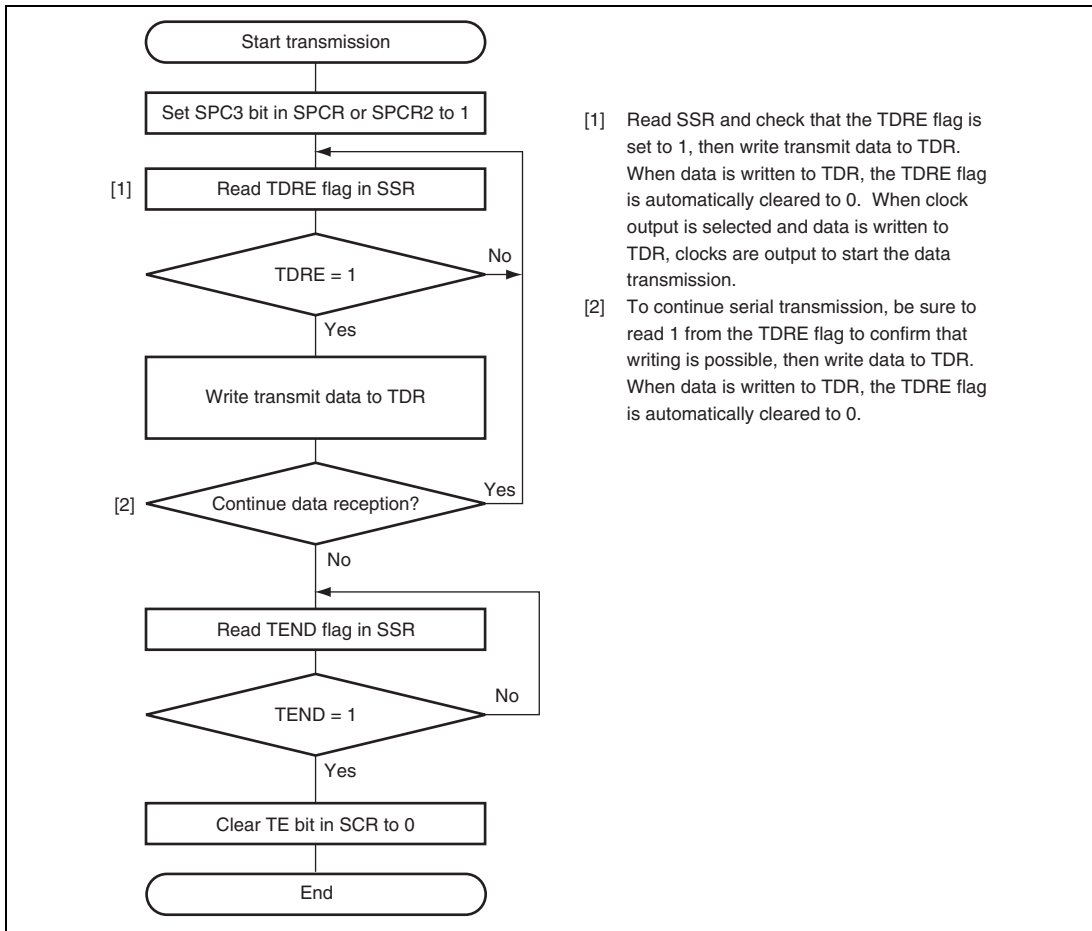 Start transmission
Set SPC3 bit in SPCR or SPCR2 to 1
[1]
Read TDRE flag in SSR
TDRE = 1
No
Yes
Write transmit data to TDR
[2]
Continue data reception?
Yes
No
Read TEND flag in SSR
TEND = 1
No
Yes
Clear TE bit in SCR to 0
End
[1] Read SSR and check that the TDRE flag is
set to 1, then write transmit data to TDR.
When data is written to TDR, the TDRE flag
is automatically cleared to 0. When clock
output is selected and data is written to
TDR, clocks are output to start the data
transmission.
[2] To continue serial transmission, be sure to
read 1 from the TDRE flag to confirm that
writing is possible, then write data to TDR.
When data is written to TDR, the TDRE flag
is automatically cleared to 0.